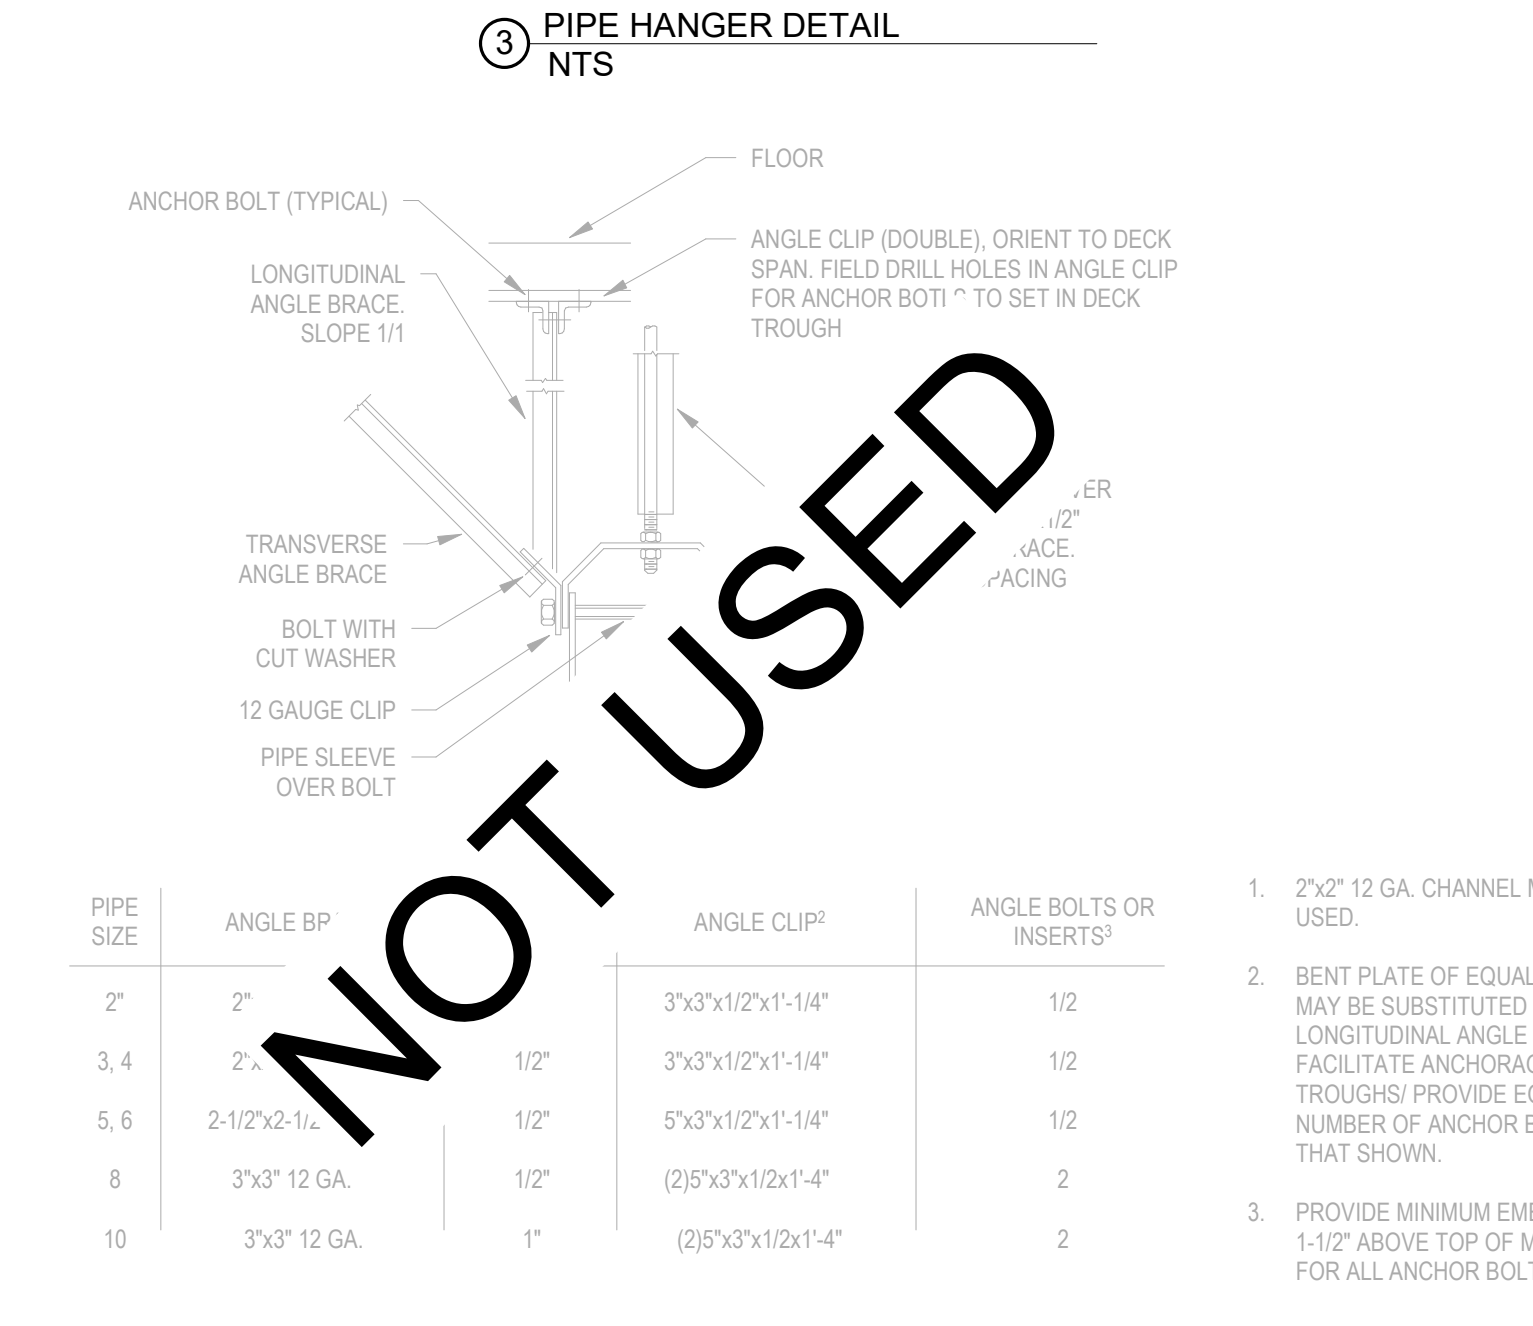 3 PIPE HANGER DETAIL
NTS
FLOOR
ANCHOR BOLT (TYPICAL)
ANGLE CLIP (DOUBLE), ORIENT TO DECK
SPAN. FIELD DRILL HOLES IN ANGLE CLIP
FOR ANCHOR TO SET IN DECK
TROUGH
LONGITUDINAL
ANGLE BRACE.
SLOPE 1/1
TRANSVERSE
ANGLE BRACE
BOLT WITH
CUT WASHER
12 GAUGE CLIP
PIPE SLEEVE
OVER BOLT
NOT USED
PIPE
SIZE
ANGLE
ANGLE CLIP²
ANGLE BOLTS OR
INSERTS³
2" 3"x3"x1/2"x1'-1/4" 1/2
3, 4 1/2" 3"x3"x1/2"x1'-1/4" 1/2
5, 6 1/2" 5"x3"x1/2"x1'-1/4" 1/2
8 3"x3" 12 GA. 1/2" (2)5"x3"x1/2x1'-4" 2
10 3"x3" 12 GA. 1" (2)5"x3"x1/2x1'-4" 2
1. 2"x2" 12 GA. CHANNEL
USED.
2. BENT PLATE OF EQUAL
MAY BE SUBSTITUTED
LONGITUDINAL ANGLE
FACILITATE
TROUGHS/ PROVIDE
NUMBER OF ANCHOR
THAT SHOWN.
3. PROVIDE MINIMUM
1-1/2" ABOVE TOP OF
FOR ALL ANCHOR